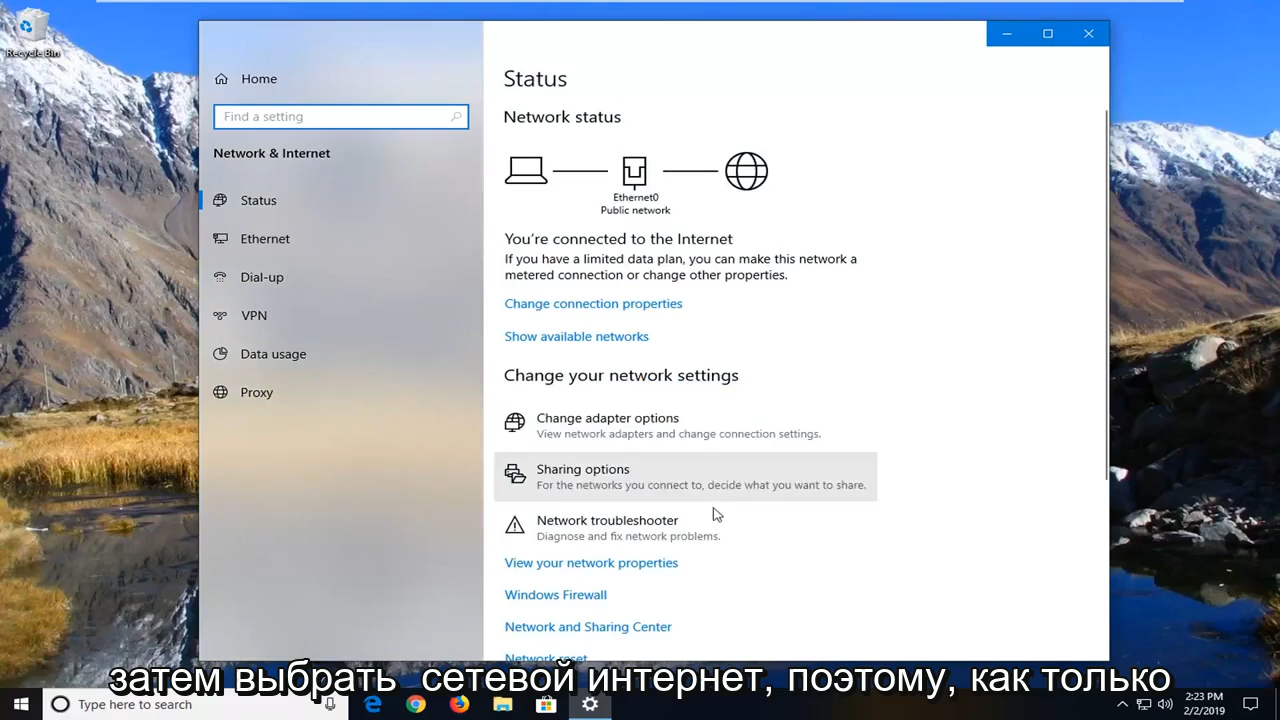 Recycle Bin
Home
Find a setting
Network & Internet
Status
Ethernet
Dial-up
VPN
Data usage
Proxy
Status
Network status
Ethernet0
Public network
You're connected to the Internet
If you have a limited data plan, you can make this network a
metered connection or change other properties.
Change connection properties
Show available networks
Change your network settings
Change adapter options
View network adapters and change connection settings.
Sharing options
For the networks you connect to, decide what you want to share.
Network troubleshooter
Diagnose and fix network problems.
View your network properties
Windows Firewall
Network and Sharing Center
Network reset
затем выбрать сетевой интернет, поэтому, как только
Type here to search
2:23 PM
2/2/2019